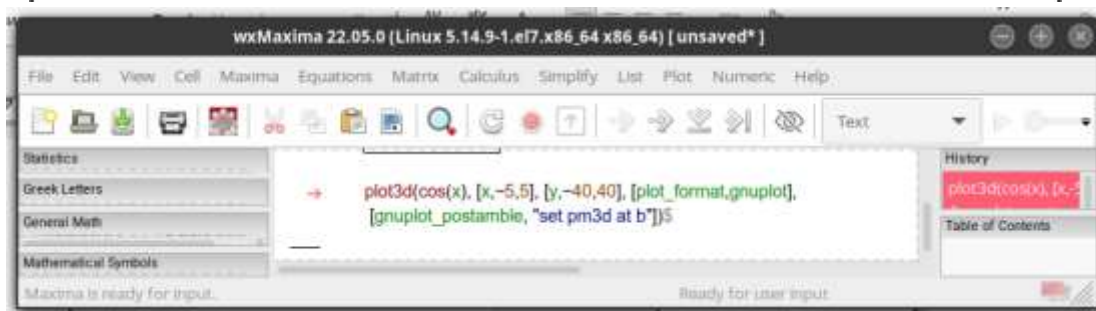 wxMaxima 22.05.0 (Linux 5.14.9-1.el7.x86_64 x86_64) [ unsaved* ]
File Edit View Cell Maxima Equations Matrix Calculus Simplify List Plot Numeric Help
Text
Statistics
Greek Letters
General Math
Mathematical Symbols
plot3d(cos(x), [x,−5,5], [y,−40,40], [plot_format,gnuplot],
[gnuplot_postamble, "set pm3d at b"])$
History
plot3d(cos(x), [x,-5
Table of Contents
Maxima is ready for input.
Ready for user input